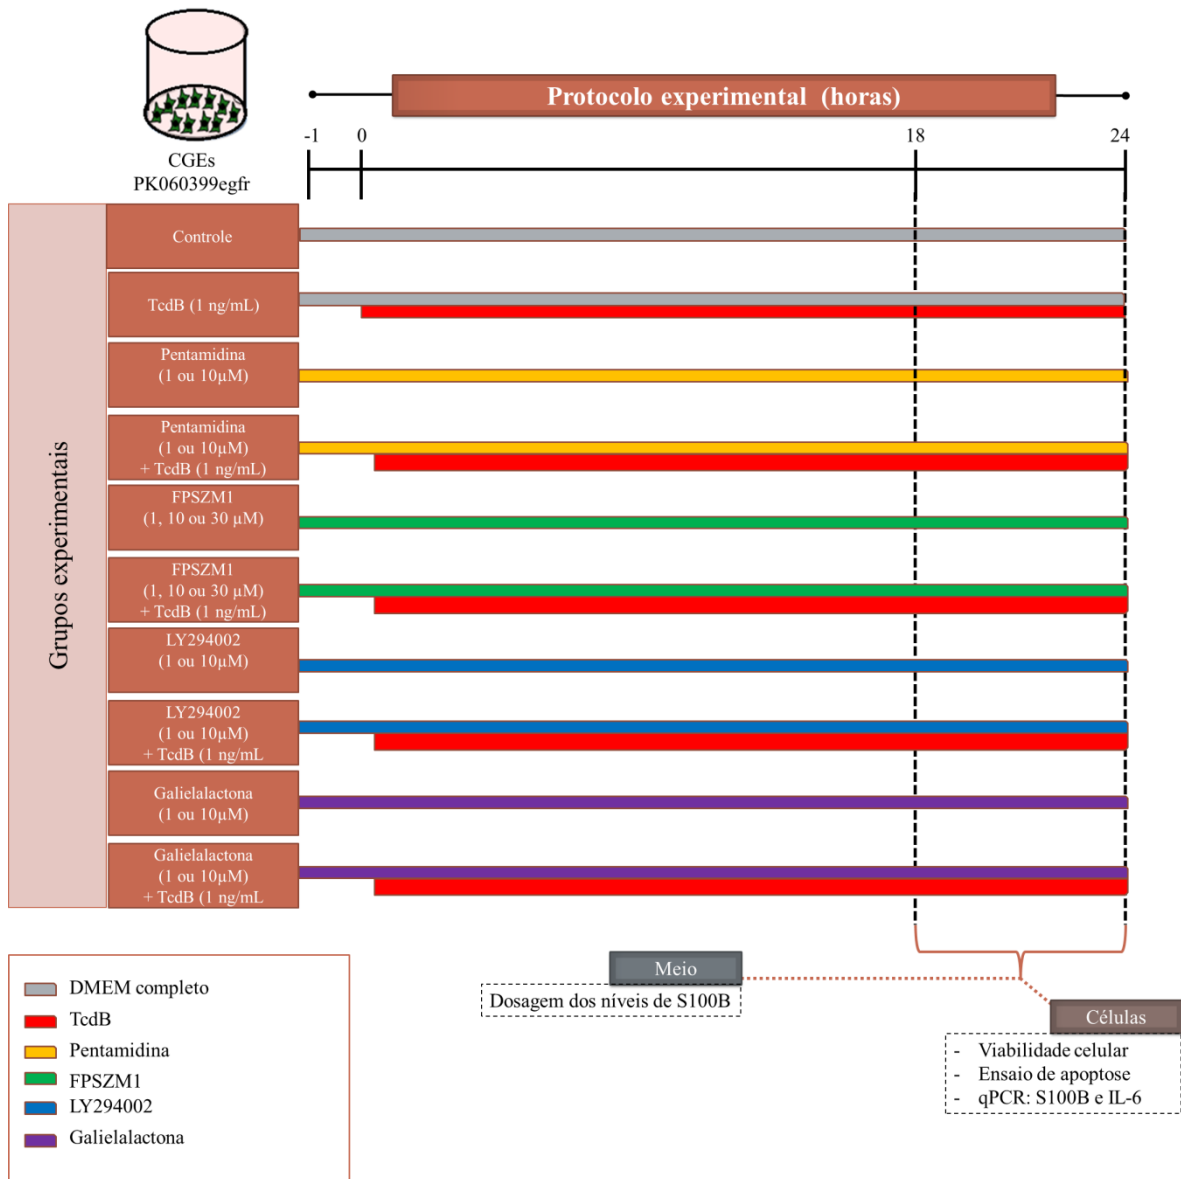 Protocolo experimental (horas)
-1 0 18 24
CGEs
PK060399egfr
Grupos experimentais
Controle
TcdB (1 ng/mL)
Pentamidina
(1 ou 10µM)
Pentamidina
(1 ou 10µM)
+ TcdB (1 ng/mL)
FPSZM1
(1, 10 ou 30 µM)
FPSZM1
(1, 10 ou 30 µM)
+ TcdB (1 ng/mL)
LY294002
(1 ou 10µM)
LY294002
(1 ou 10µM)
+ TcdB (1 ng/mL
Galielalactona
(1 ou 10µM)
Galielalactona
(1 ou 10µM)
+ TcdB (1 ng/mL
DMEM completo
TcdB
Pentamidina
FPSZM1
LY294002
Galielalactona
Meio
Dosagem dos níveis de S100B
Células
- Viabilidade celular
- Ensaio de apoptose
- qPCR: S100B e IL-6